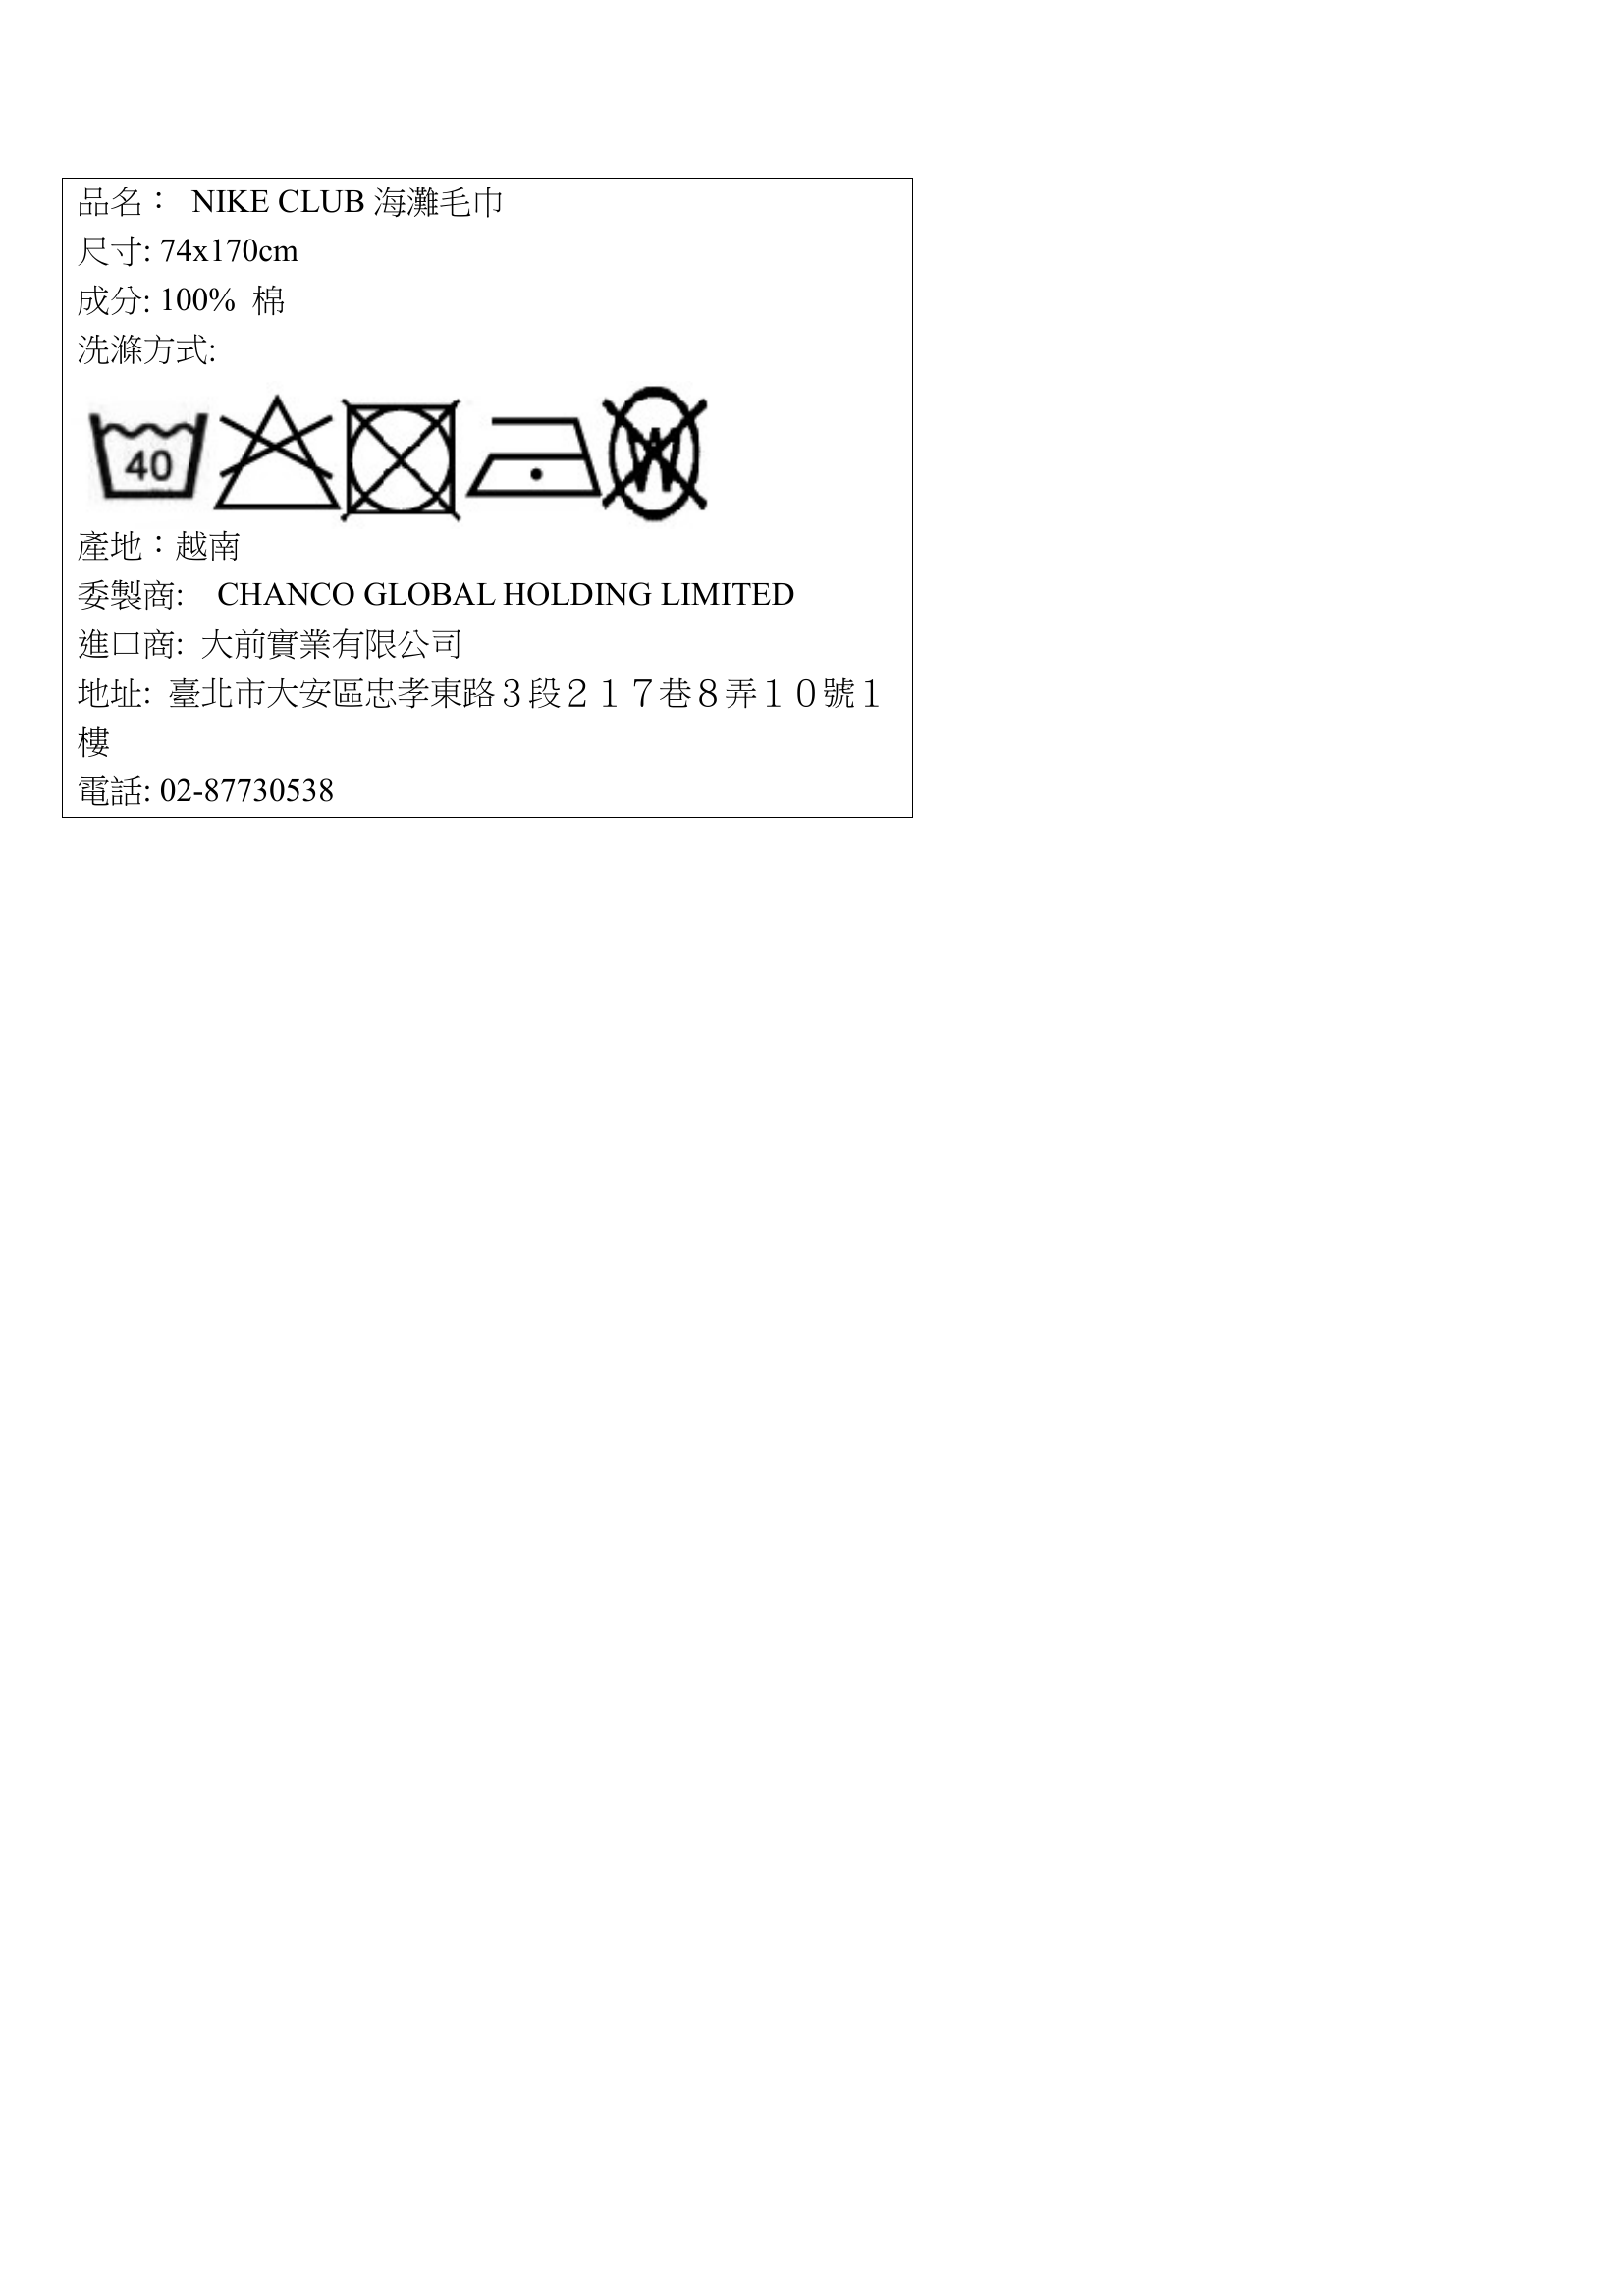 品名： NIKE CLUB 海灘毛巾
尺寸: 74x170cm
成分: 100% 棉
洗滌方式:
40
W
產地：越南
委製商: CHANCO GLOBAL HOLDING LIMITED
進口商: 大前實業有限公司
地址: 臺北市大安區忠孝東路３段２１７巷８弄１０號１
樓
電話: 02-87730538